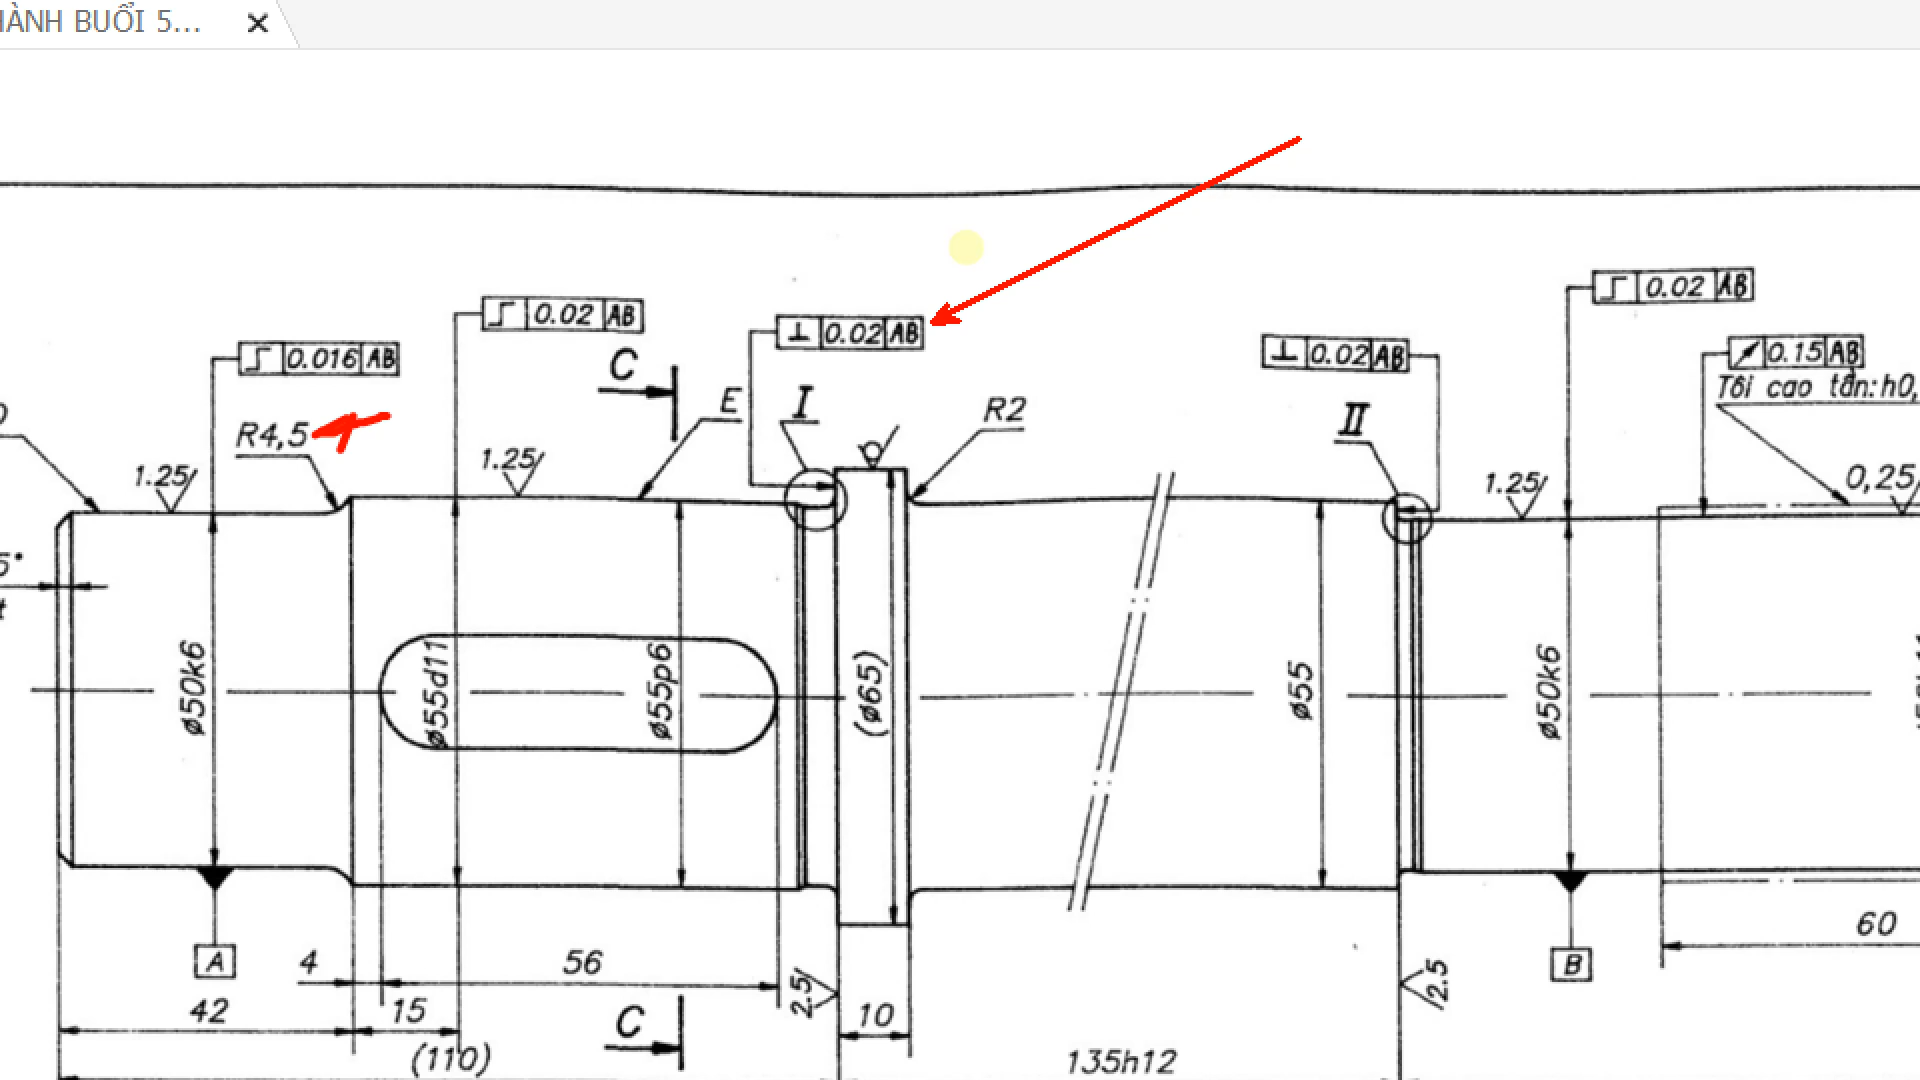 ÀNH BUỔI 5...
0.02 AB
0.02 AB
0.02 AB
0.016 AB
0.02 AB
0.15 AB
C
Tôi cao tần: h0,
E
I
R2
II
R4,5
1.25
1.25
1.25
0,25
5°
ø50k6
ø55d11
ø55p6
(ø65)
ø55
ø50k6
A
4
56
2.5
B
2.5
60
42
15
C
10
(110)
135h12